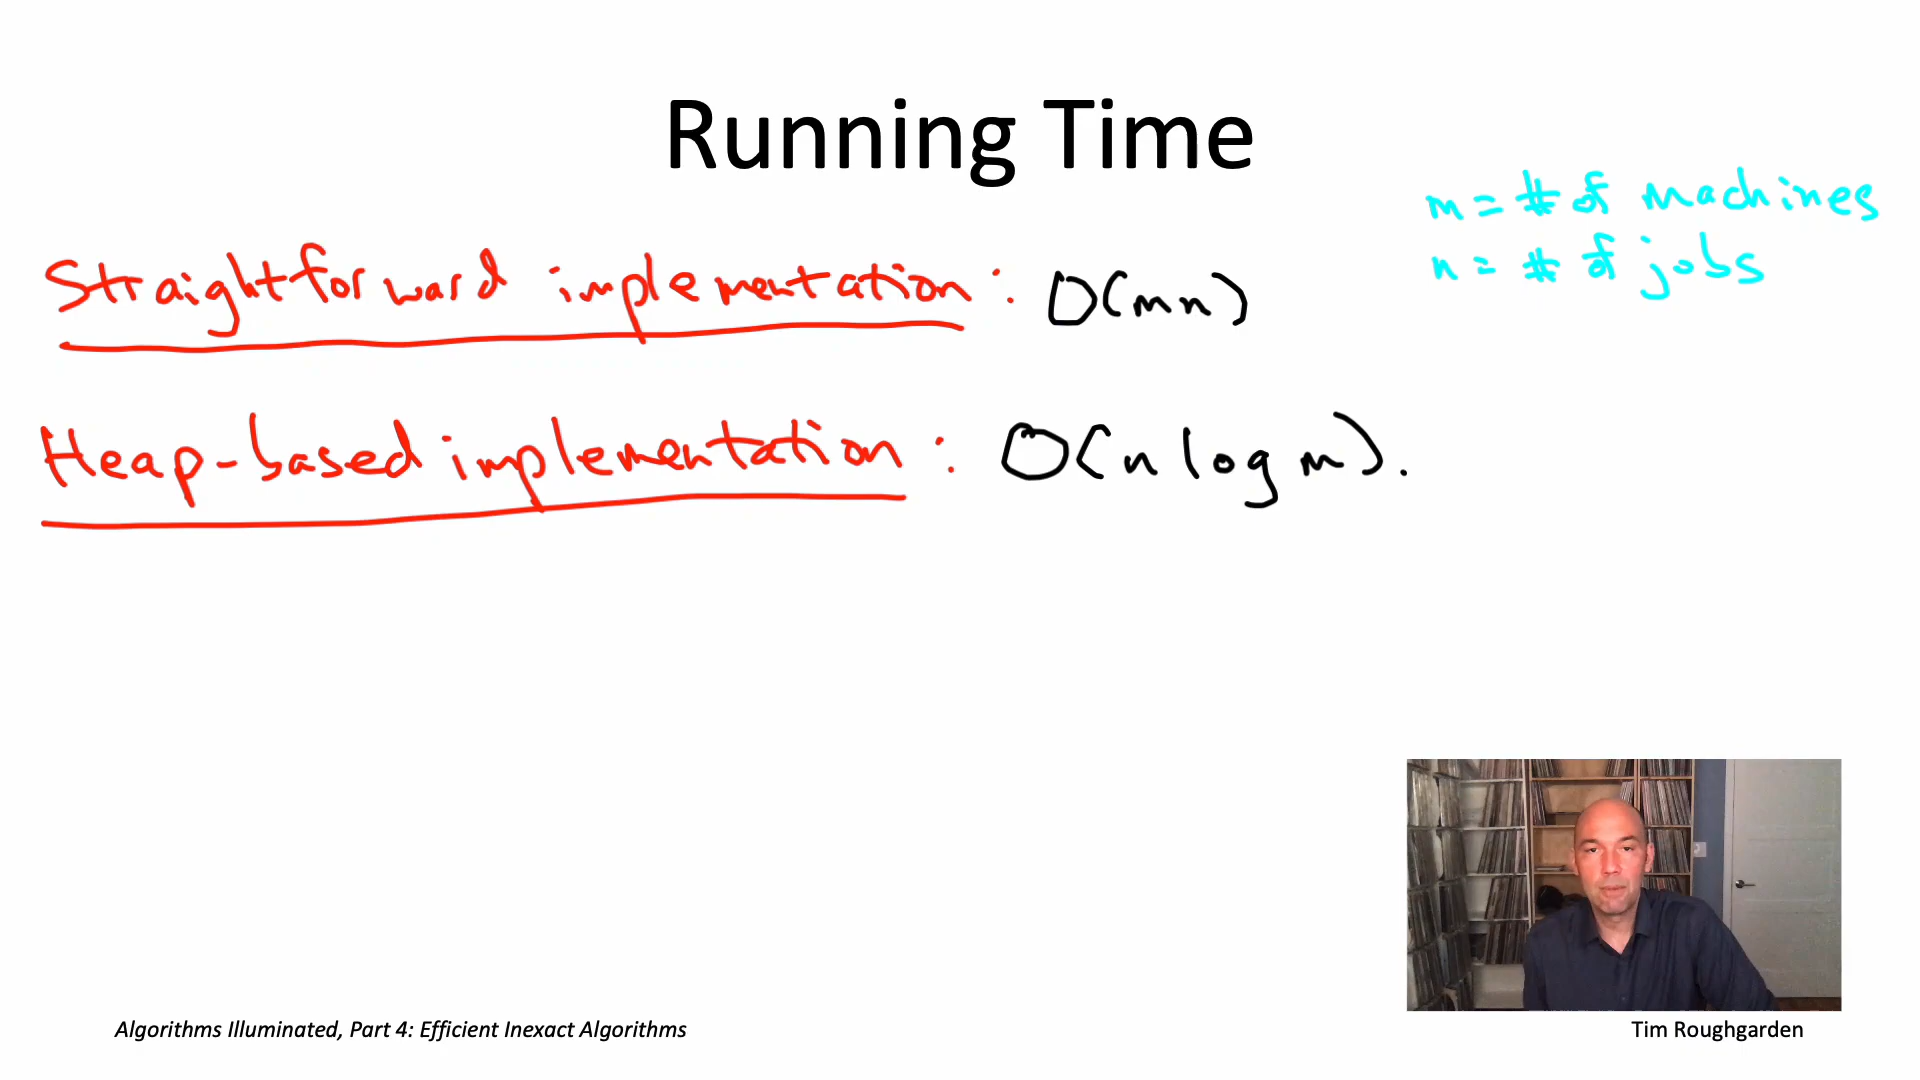 Running Time
m = # of machines
n = # of jobs
Straightforward implementation: O(mn)
Heap-based implementation: O(n log m).
Algorithms Illuminated, Part 4: Efficient Inexact Algorithms
Tim Roughgarden